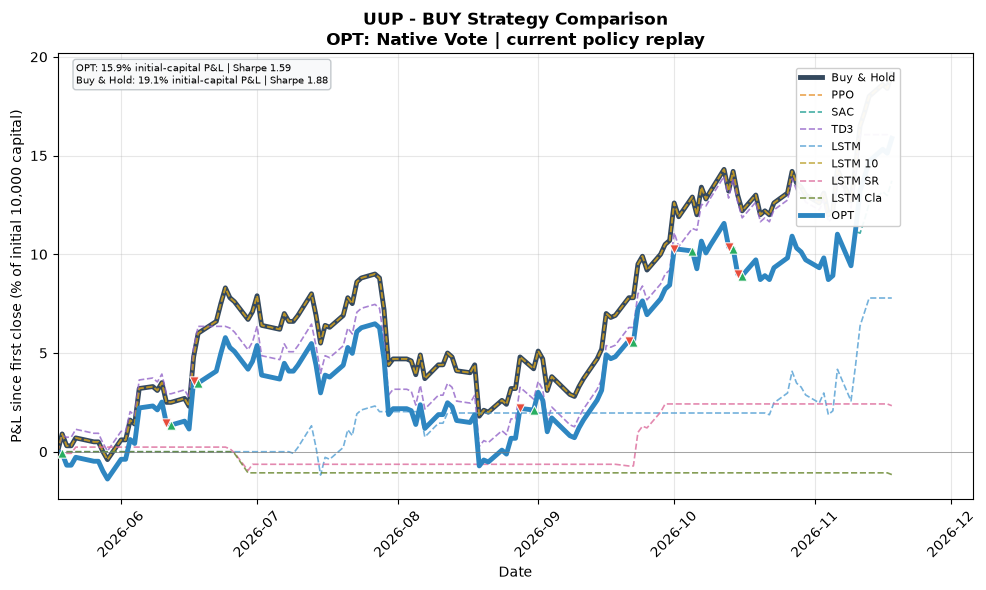 UUP - BUY Strategy Comparison
OPT: Native Vote | current policy replay
OPT: 15.9% initial-capital P&L | Sharpe 1.59
Buy & Hold: 19.1% initial-capital P&L | Sharpe 1.88
Buy & Hold
PPO
SAC
TD3
LSTM
LSTM 10
LSTM SR
LSTM Cla
OPT
P&L since first close (% of initial 10,000 capital)
20
15
10
5
0
2026-06
2026-07
2026-08
2026-09
2026-10
2026-11
2026-12
Date